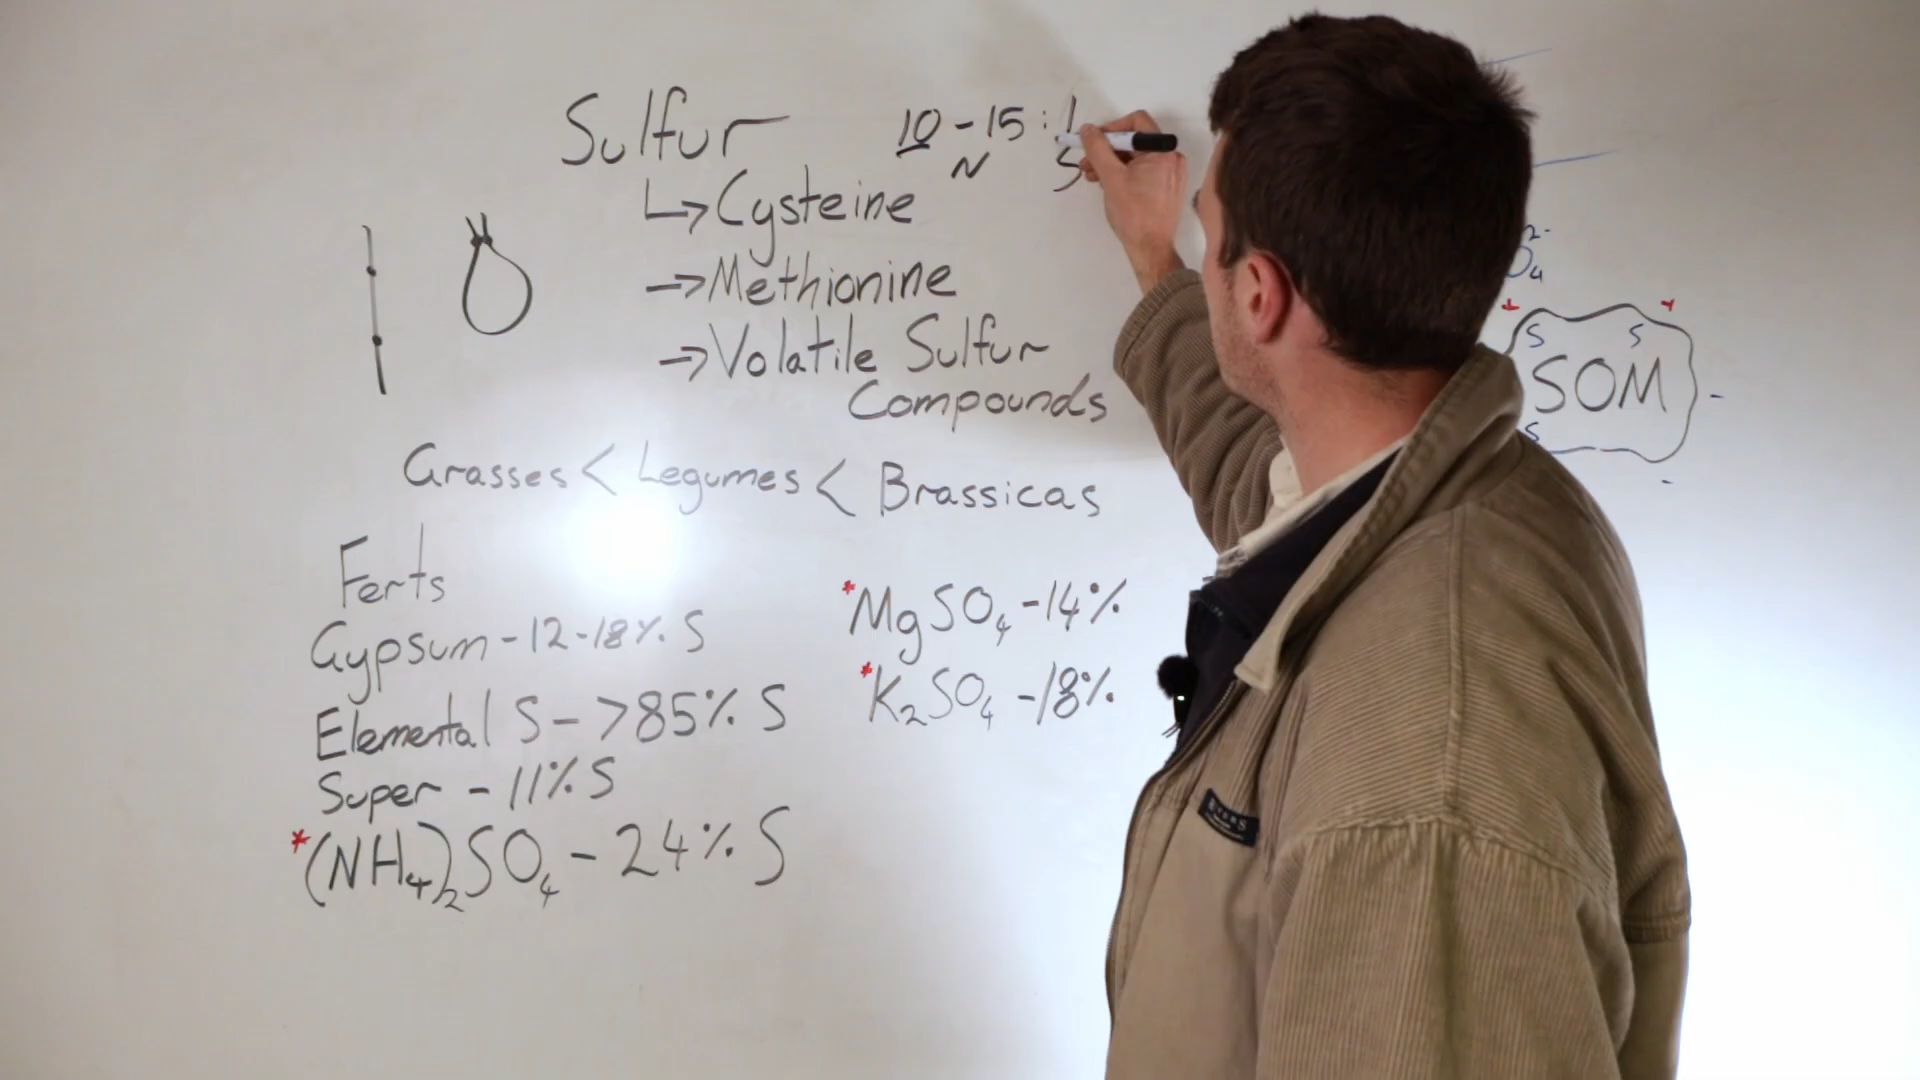 Sulfur
10 - 15 : 1
N S
↳ Cysteine
→ Methionine
→ Volatile Sulfur
Compounds
Grasses < Legumes < Brassicas
Ferts
Gypsum - 12-18% S
Elemental S - >85% S
Super - 11% S
*(NH₄)₂SO₄ - 24% S
*MgSO₄ - 14%
*K₂SO₄ - 18%
O₄²⁻
+ +
S S
SOM -
S
-